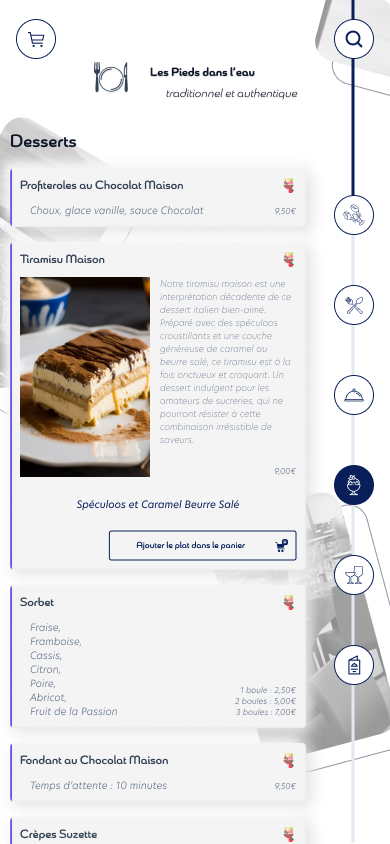 Les Pieds dans l'eau
traditionnel et authentique
Desserts
Profiteroles au Chocolat Maison
Choux, glace vanille, sauce Chocolat
9,50€
Tiramisu Maison
Notre tiramisu maison est une
interprétation décadente de ce
dessert italien bien-aimé.
Préparé avec des spéculoos
croustillants et une couche
généreuse de caramel au
beurre salé, ce tiramisu est à la
fois onctueux et croquant. Un
dessert indulgent pour les
amateurs de sucreries, qui ne
pourront résister à cette
combinaison irrésistible de
saveurs.
9,00€
Spéculoos et Caramel Beurre Salé
Ajouter le plat dans le panier
Sorbet
Fraise,
Framboise,
Cassis,
Citron,
Poire,
Abricot,
Fruit de la Passion
1 boule : 2,50€
2 boules : 5,00€
3 boules : 7,00€
Fondant au Chocolat Maison
Temps d'attente : 10 minutes
9,50€
Crèpes Suzette